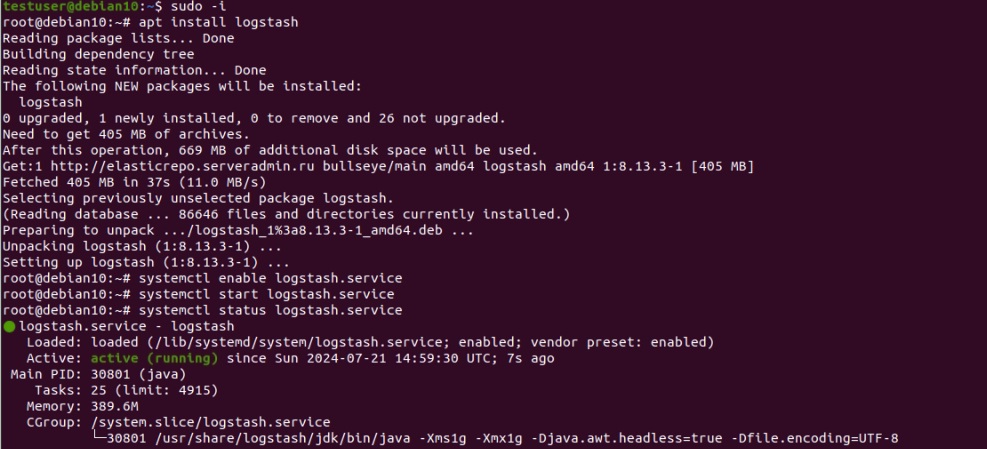 testuser@debian10:~$ sudo -i
root@debian10:~# apt install logstash
Reading package lists... Done
Building dependency tree
Reading state information... Done
The following NEW packages will be installed:
  logstash
0 upgraded, 1 newly installed, 0 to remove and 26 not upgraded.
Need to get 405 MB of archives.
After this operation, 669 MB of additional disk space will be used.
Get:1 http://elasticrepo.serveradmin.ru bullseye/main amd64 logstash amd64 1:8.13.3-1 [405 MB]
Fetched 405 MB in 37s (11.0 MB/s)
Selecting previously unselected package logstash.
(Reading database ... 86646 files and directories currently installed.)
Preparing to unpack .../logstash_1%3a8.13.3-1_amd64.deb ...
Unpacking logstash (1:8.13.3-1) ...
Setting up logstash (1:8.13.3-1) ...
root@debian10:~# systemctl enable logstash.service
root@debian10:~# systemctl start logstash.service
root@debian10:~# systemctl status logstash.service
● logstash.service - logstash
   Loaded: loaded (/lib/systemd/system/logstash.service; enabled; vendor preset: enabled)
   Active: active (running) since Sun 2024-07-21 14:59:30 UTC; 7s ago
 Main PID: 30801 (java)
    Tasks: 25 (limit: 4915)
   Memory: 389.6M
   CGroup: /system.slice/logstash.service
           └─30801 /usr/share/logstash/jdk/bin/java -Xms1g -Xmx1g -Djava.awt.headless=true -Dfile.encoding=UTF-8